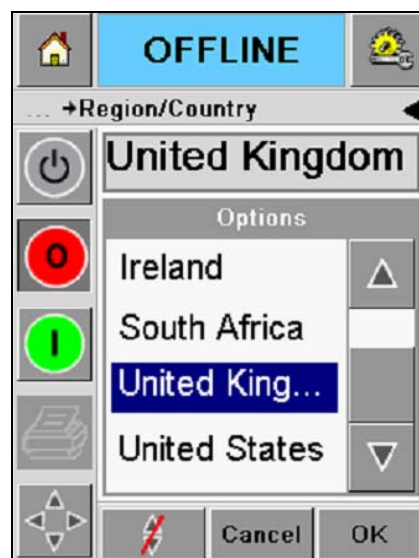 OFFLINE
... →Region/Country
United Kingdom
Options
Ireland
O
South Africa
I
United King...
United States
Cancel OK